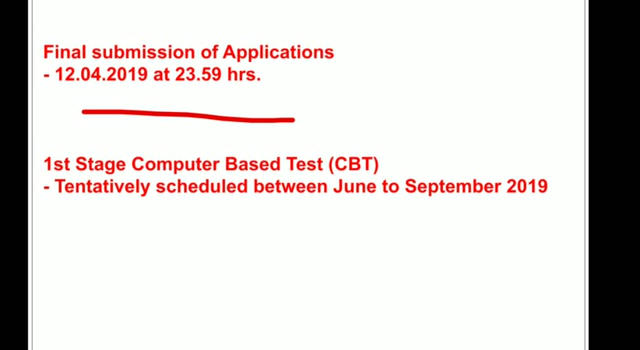 Final submission of Applications
- 12.04.2019 at 23.59 hrs.
1st Stage Computer Based Test (CBT)
- Tentatively scheduled between June to September 2019